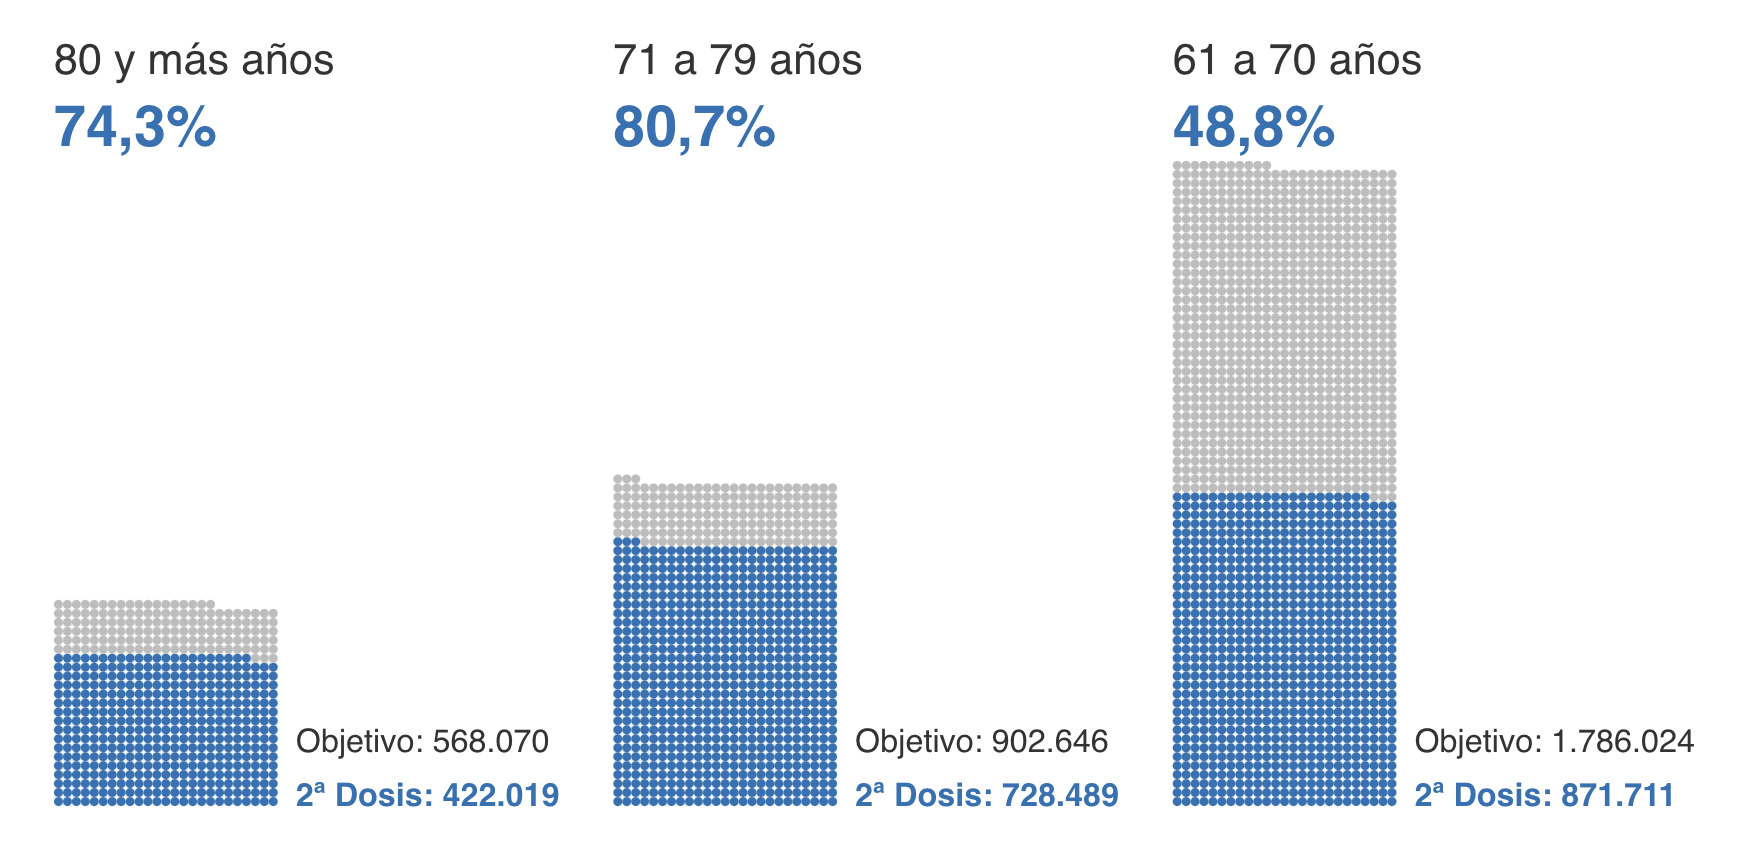 80 y más años
74,3%
Objetivo: 568.070
2ª Dosis: 422.019
71 a 79 años
80,7%
Objetivo: 902.646
2ª Dosis: 728.489
61 a 70 años
48,8%
Objetivo: 1.786.024
2ª Dosis: 871.711